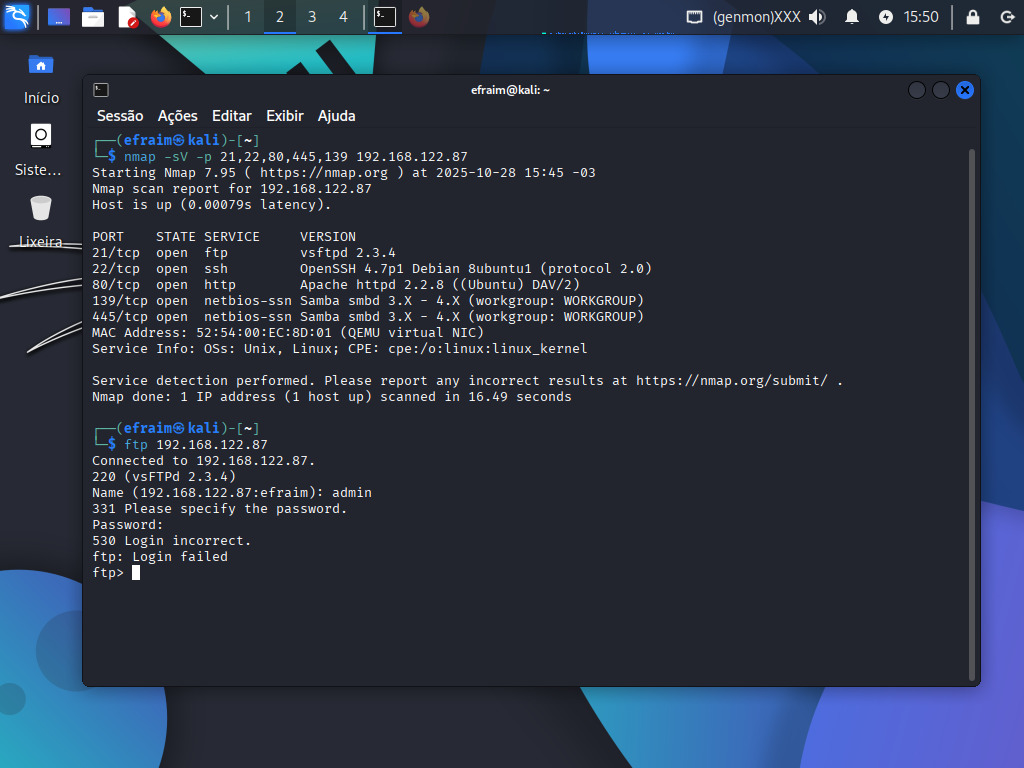 1 2 3 4 (genmon)XXX 15:50
Início
Siste...
Lixeira
efraim@kali: ~
Sessão Ações Editar Exibir Ajuda
┌──(efraim㉿kali)-[~]
└─$ nmap -sV -p 21,22,80,445,139 192.168.122.87
Starting Nmap 7.95 ( https://nmap.org ) at 2025-10-28 15:45 -03
Nmap scan report for 192.168.122.87
Host is up (0.00079s latency).
PORT    STATE SERVICE     VERSION
21/tcp  open  ftp         vsftpd 2.3.4
22/tcp  open  ssh         OpenSSH 4.7p1 Debian 8ubuntu1 (protocol 2.0)
80/tcp  open  http        Apache httpd 2.2.8 ((Ubuntu) DAV/2)
139/tcp open  netbios-ssn Samba smbd 3.X - 4.X (workgroup: WORKGROUP)
445/tcp open  netbios-ssn Samba smbd 3.X - 4.X (workgroup: WORKGROUP)
MAC Address: 52:54:00:EC:8D:01 (QEMU virtual NIC)
Service Info: OSs: Unix, Linux; CPE: cpe:/o:linux:linux_kernel
Service detection performed. Please report any incorrect results at https://nmap.org/submit/ .
Nmap done: 1 IP address (1 host up) scanned in 16.49 seconds
┌──(efraim㉿kali)-[~]
└─$ ftp 192.168.122.87
Connected to 192.168.122.87.
220 (vsFTPd 2.3.4)
Name (192.168.122.87:efraim): admin
331 Please specify the password.
Password:
530 Login incorrect.
ftp: Login failed
ftp>